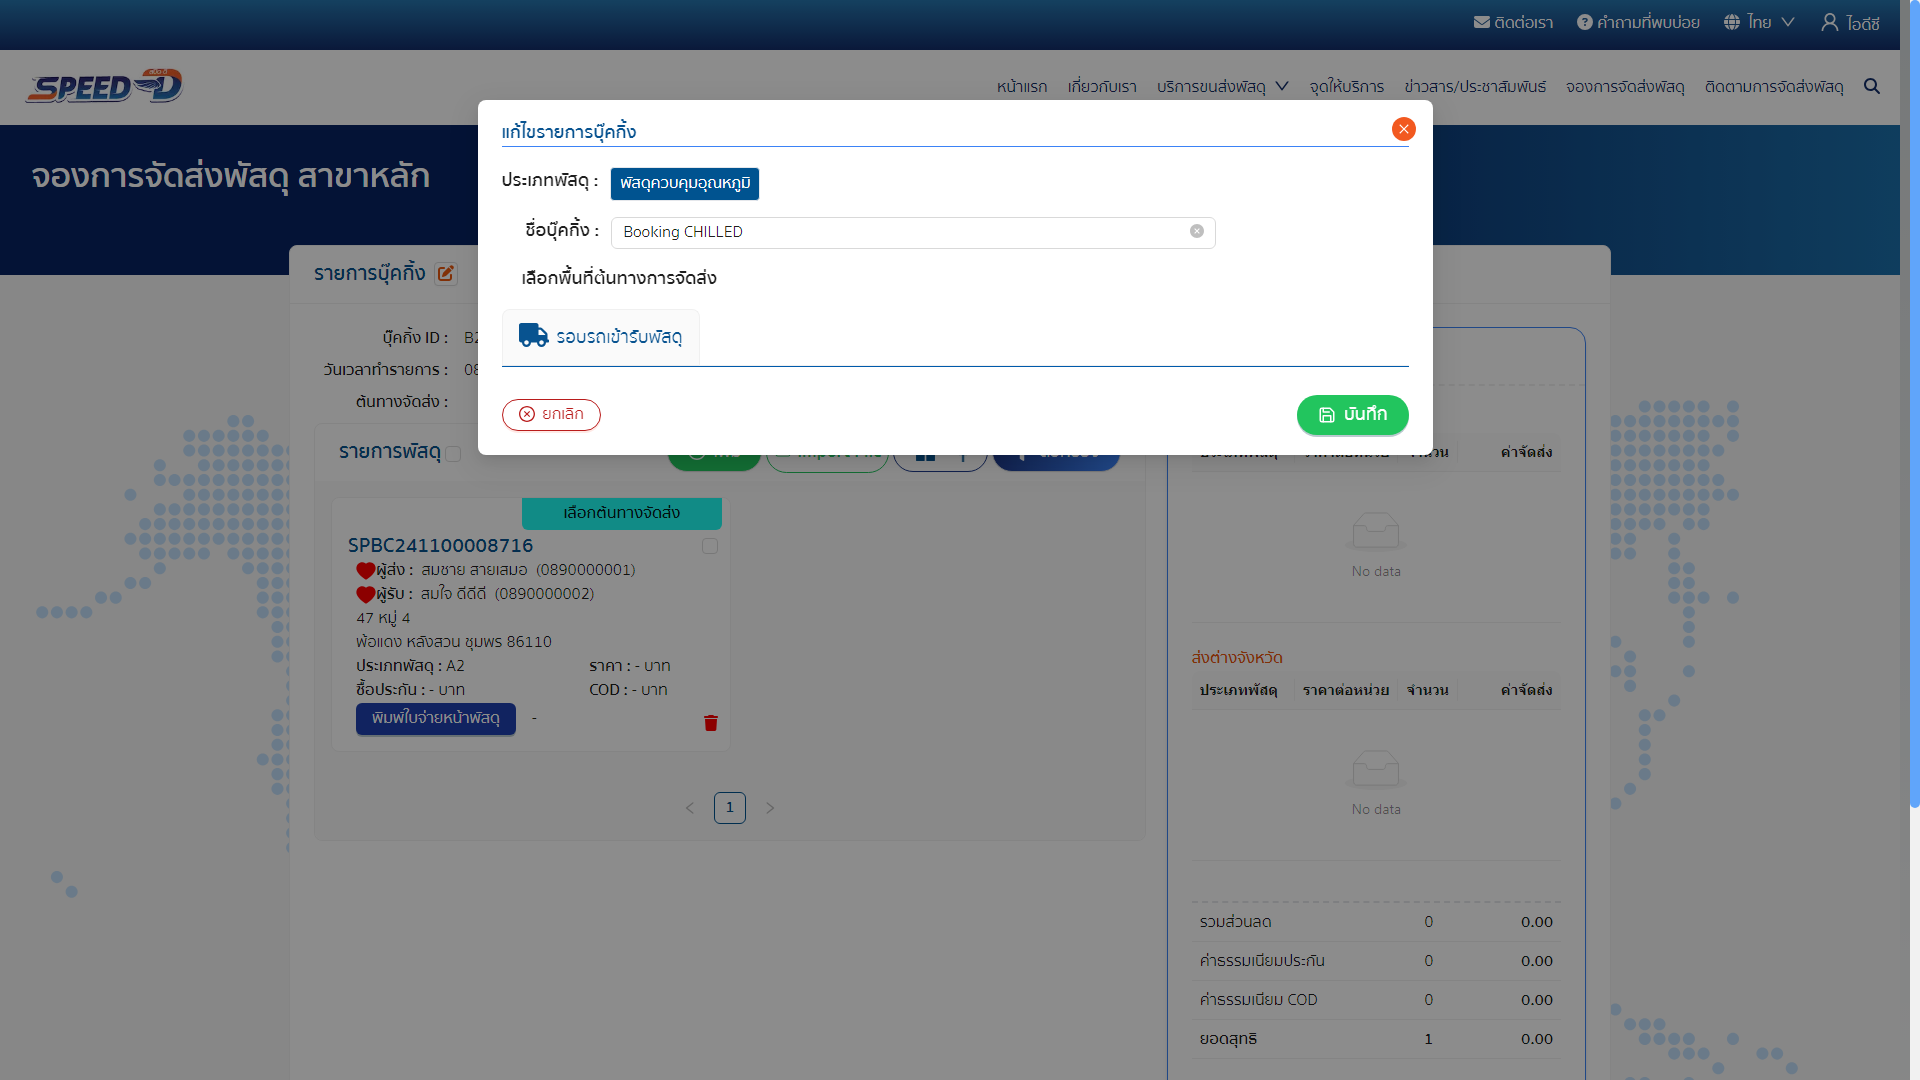 ติดต่อเรา
คำถามที่พบบ่อย
ไทย
ไอดีซี
สปีด ดี
SPEED D
หน้าแรก
เกี่ยวกับเรา
บริการขนส่งพัสดุ
จุดให้บริการ
ข่าวสาร/ประชาสัมพันธ์
จองการจัดส่งพัสดุ
ติดตามการจัดส่งพัสดุ
จองการจัดส่งพัสดุ สาขาหลัก
แก้ไขรายการบุ๊คกิ้ง
ประเภทพัสดุ : พัสดุควบคุมอุณหภูมิ
ชื่อบุ๊คกิ้ง : Booking CHILLED
เลือกพื้นที่ต้นทางการจัดส่ง
รอบรถเข้ารับพัสดุ
ยกเลิก
บันทึก
รายการบุ๊คกิ้ง
บุ๊คกิ้ง ID :
วันเวลาทำรายการ : 08
ต้นทางจัดส่ง :
รายการพัสดุ
เลือกต้นทางจัดส่ง
SPBC241100008716
ผู้ส่ง : สมชาย สายเสมอ (0890000001)
ผู้รับ : สมใจ ดีดีดี (0890000002)
47 หมู่ 4
พ้อแดง หลังสวน ชุมพร 86110
ประเภทพัสดุ : A2 ราคา : - บาท
ซื้อประกัน : - บาท COD : - บาท
พิมพ์ใบจ่ายหน้าพัสดุ -
1
ค่าจัดส่ง
No data
ส่งต่างจังหวัด
ประเภทพัสดุ ราคาต่อหน่วย จำนวน ค่าจัดส่ง
No data
รวมส่วนลด 0 0.00
ค่าธรรมเนียมประกัน 0 0.00
ค่าธรรมเนียม COD 0 0.00
ยอดสุทธิ 1 0.00